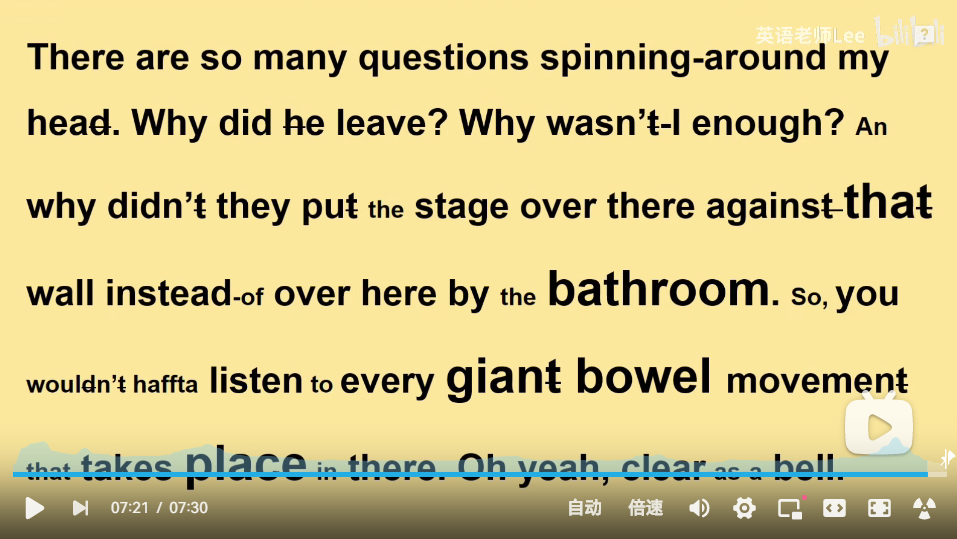 英语老师Lee bilibili
There are so many questions spinning-around my
head. Why did he leave? Why wasn't-I enough? An
why didn't they put the stage over there against that
wall instead-of over here by the bathroom. So, you
wouldn't haffta listen to every giant bowel movement
that takes place in there. Oh yeah, clear as a bell.
07:21 / 07:30 自动 倍速